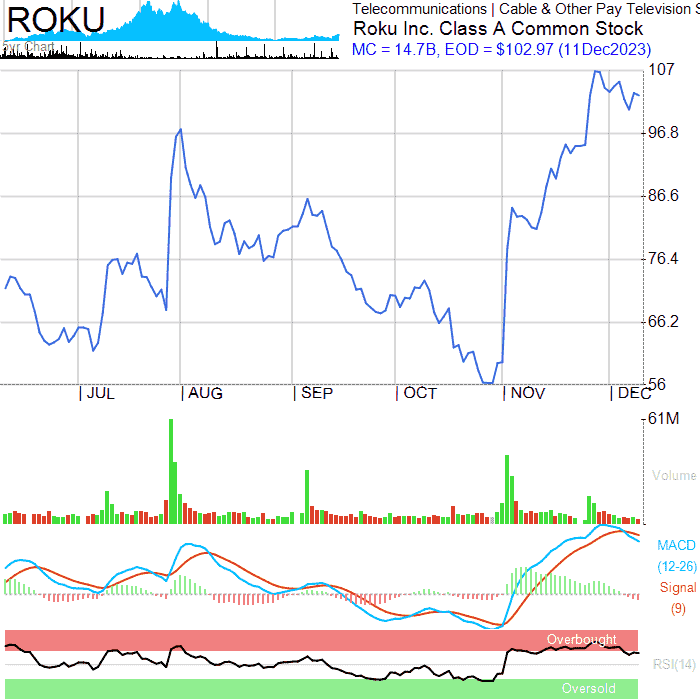 ROKU
5yr Chart
Telecommunications | Cable & Other Pay Television S
Roku Inc. Class A Common Stock
MC = 14.7B, EOD = $102.97 (11Dec2023)
107
96.8
86.6
76.4
66.2
56
| JUL | AUG | SEP | OCT | NOV | DEC
61M
Volume
MACD
(12-26)
Signal
(9)
Overbought
RSI(14)
Oversold